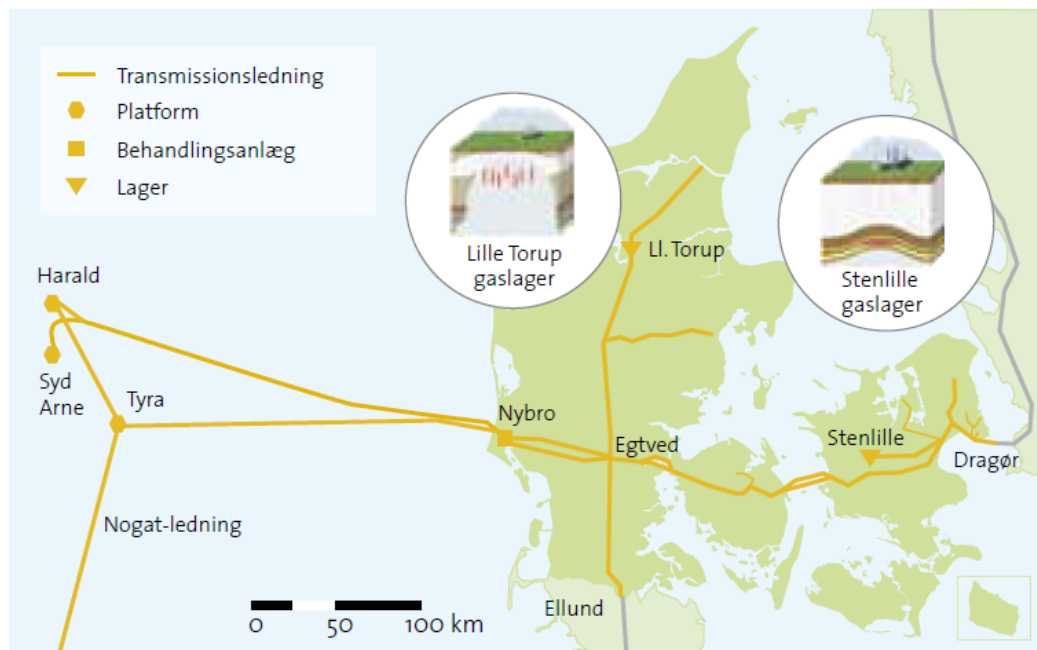 Transmissionsledning
Platform
Behandlingsanlæg
Lager
Lille Torup
gaslager
Stenlille
gaslager
Ll. Torup
Harald
Syd
Arne
Tyra
Nybro
Egtved
Stenlille
Dragør
Nogat-ledning
Ellund
0 50 100 km